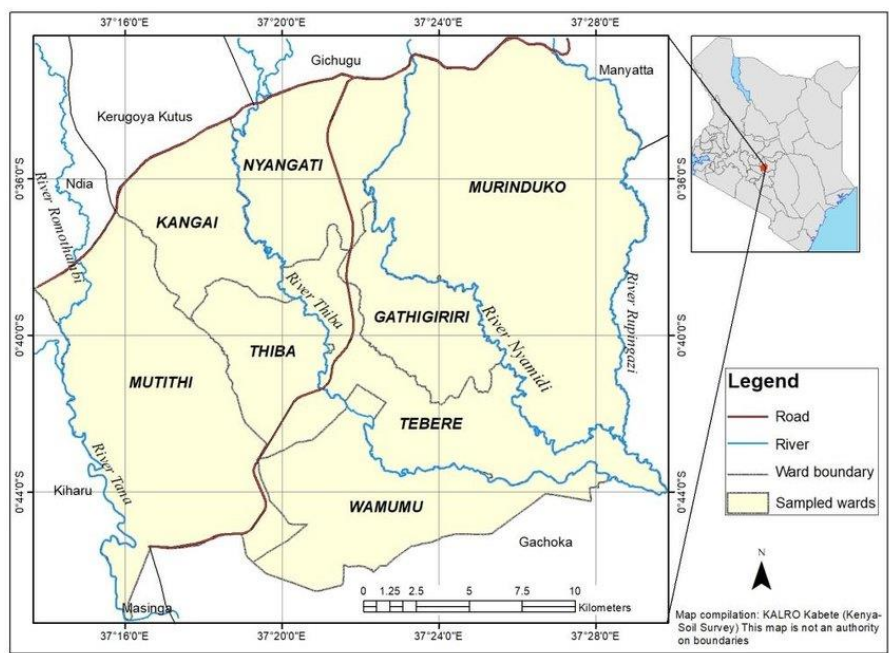 37°16'0"E
37°20'0"E
37°24'0"E
37°28'0"E
Gichugu
Manyatta
Kerugoya Kutus
NYANGATI
0°36'0"S
0°36'0"S
Ndia
MURINDUKO
KANGAI
River Romothambi
River Thiba
GATHIGIRIRI
River Nyamidi
River Rupingazi
0°40'0"S
0°40'0"S
THIBA
MUTITHI
TEBERE
River Tana
Kiharu
0°44'0"S
0°44'0"S
WAMUMU
Gachoka
Masinga
0 1.25 2.5 5 7.5 10
Kilometers
37°16'0"E
37°20'0"E
37°24'0"E
37°28'0"E
Legend
Road
River
Ward boundary
Sampled wards
N
Map compilation: KALRO Kabete (Kenya-
Soil Survey) This map is not an authority
on boundaries